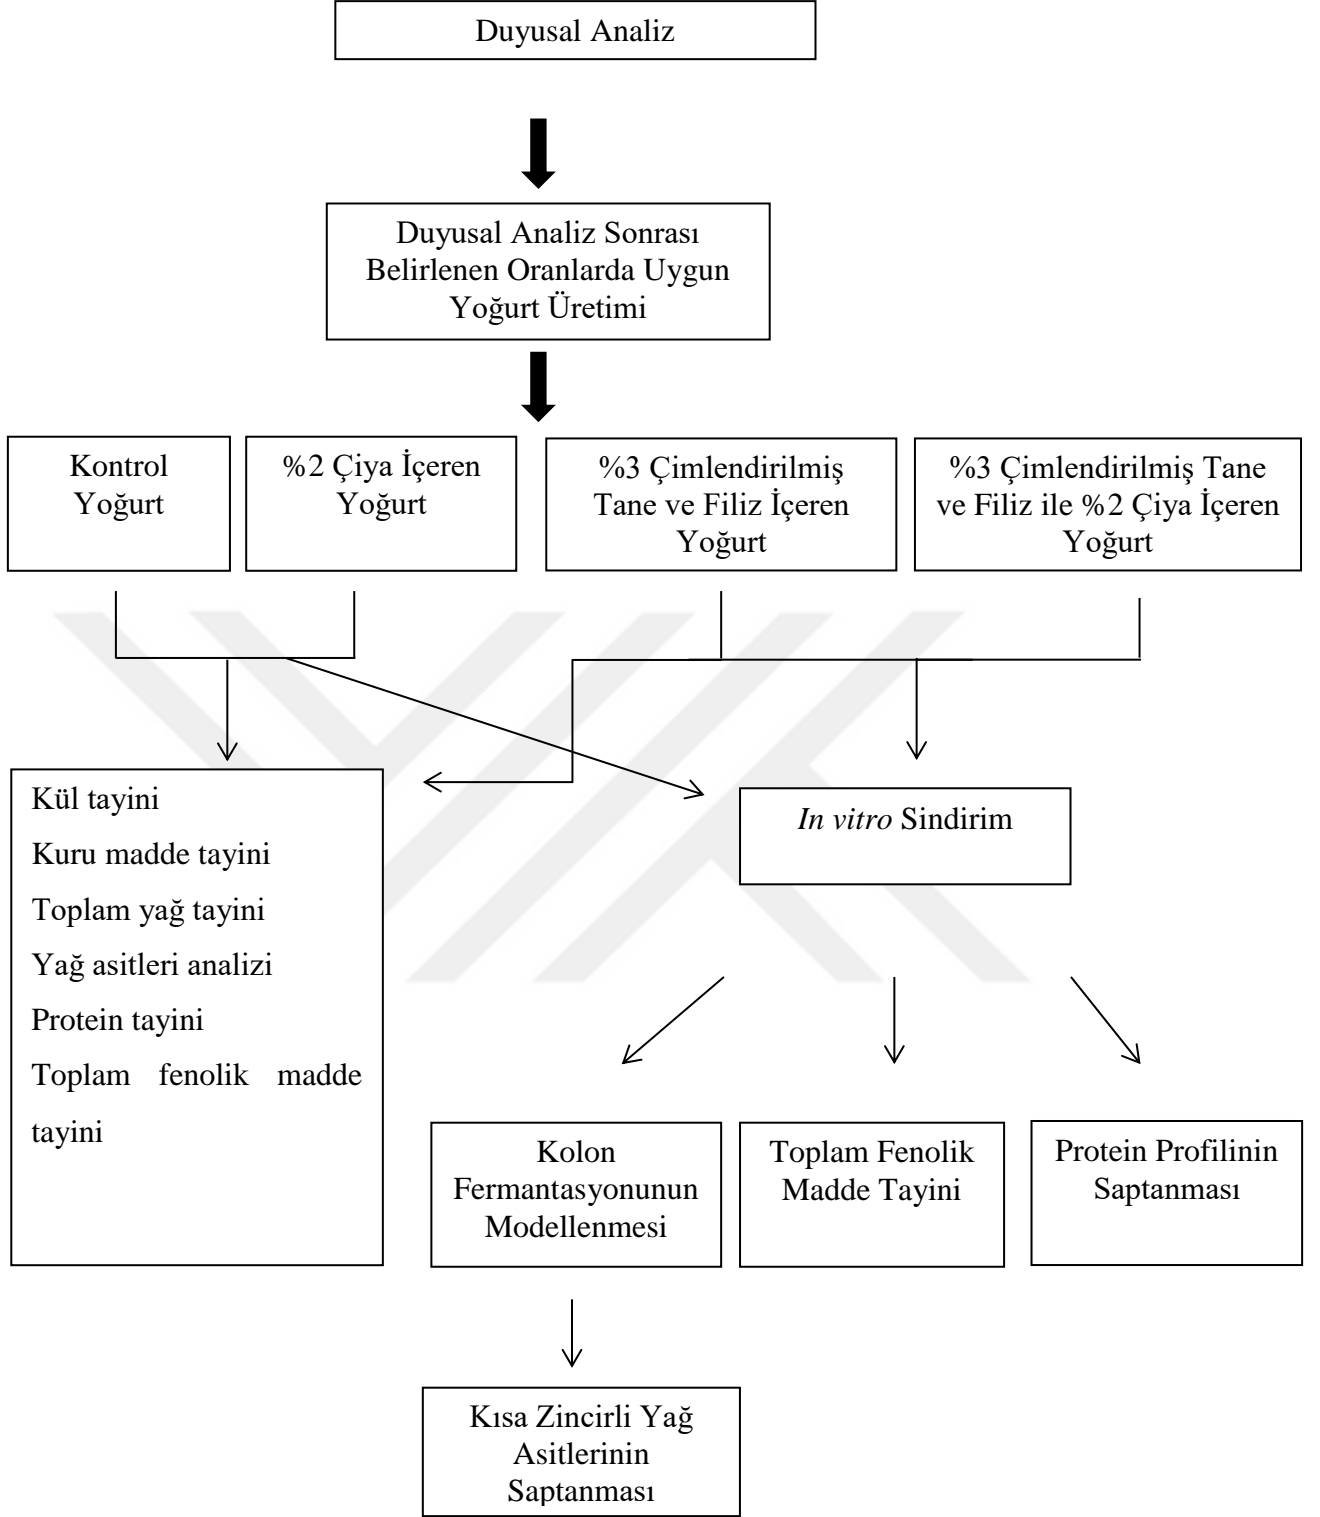 Duyusal Analiz
Duyusal Analiz Sonrası
Belirlenen Oranlarda Uygun
Yoğurt Üretimi
Kontrol
Yoğurt
%2 Çiya İçeren
Yoğurt
%3 Çimlendirilmiş
Tane ve Filiz İçeren
Yoğurt
%3 Çimlendirilmiş Tane
ve Filiz ile %2 Çiya İçeren
Yoğurt
Kül tayini
Kuru madde tayini
Toplam yağ tayini
Yağ asitleri analizi
Protein tayini
Toplam fenolik madde
tayini
In vitro Sindirim
Kolon
Fermantasyonunun
Modellenmesi
Toplam Fenolik
Madde Tayini
Protein Profilinin
Saptanması
Kısa Zincirli Yağ
Asitlerinin
Saptanması